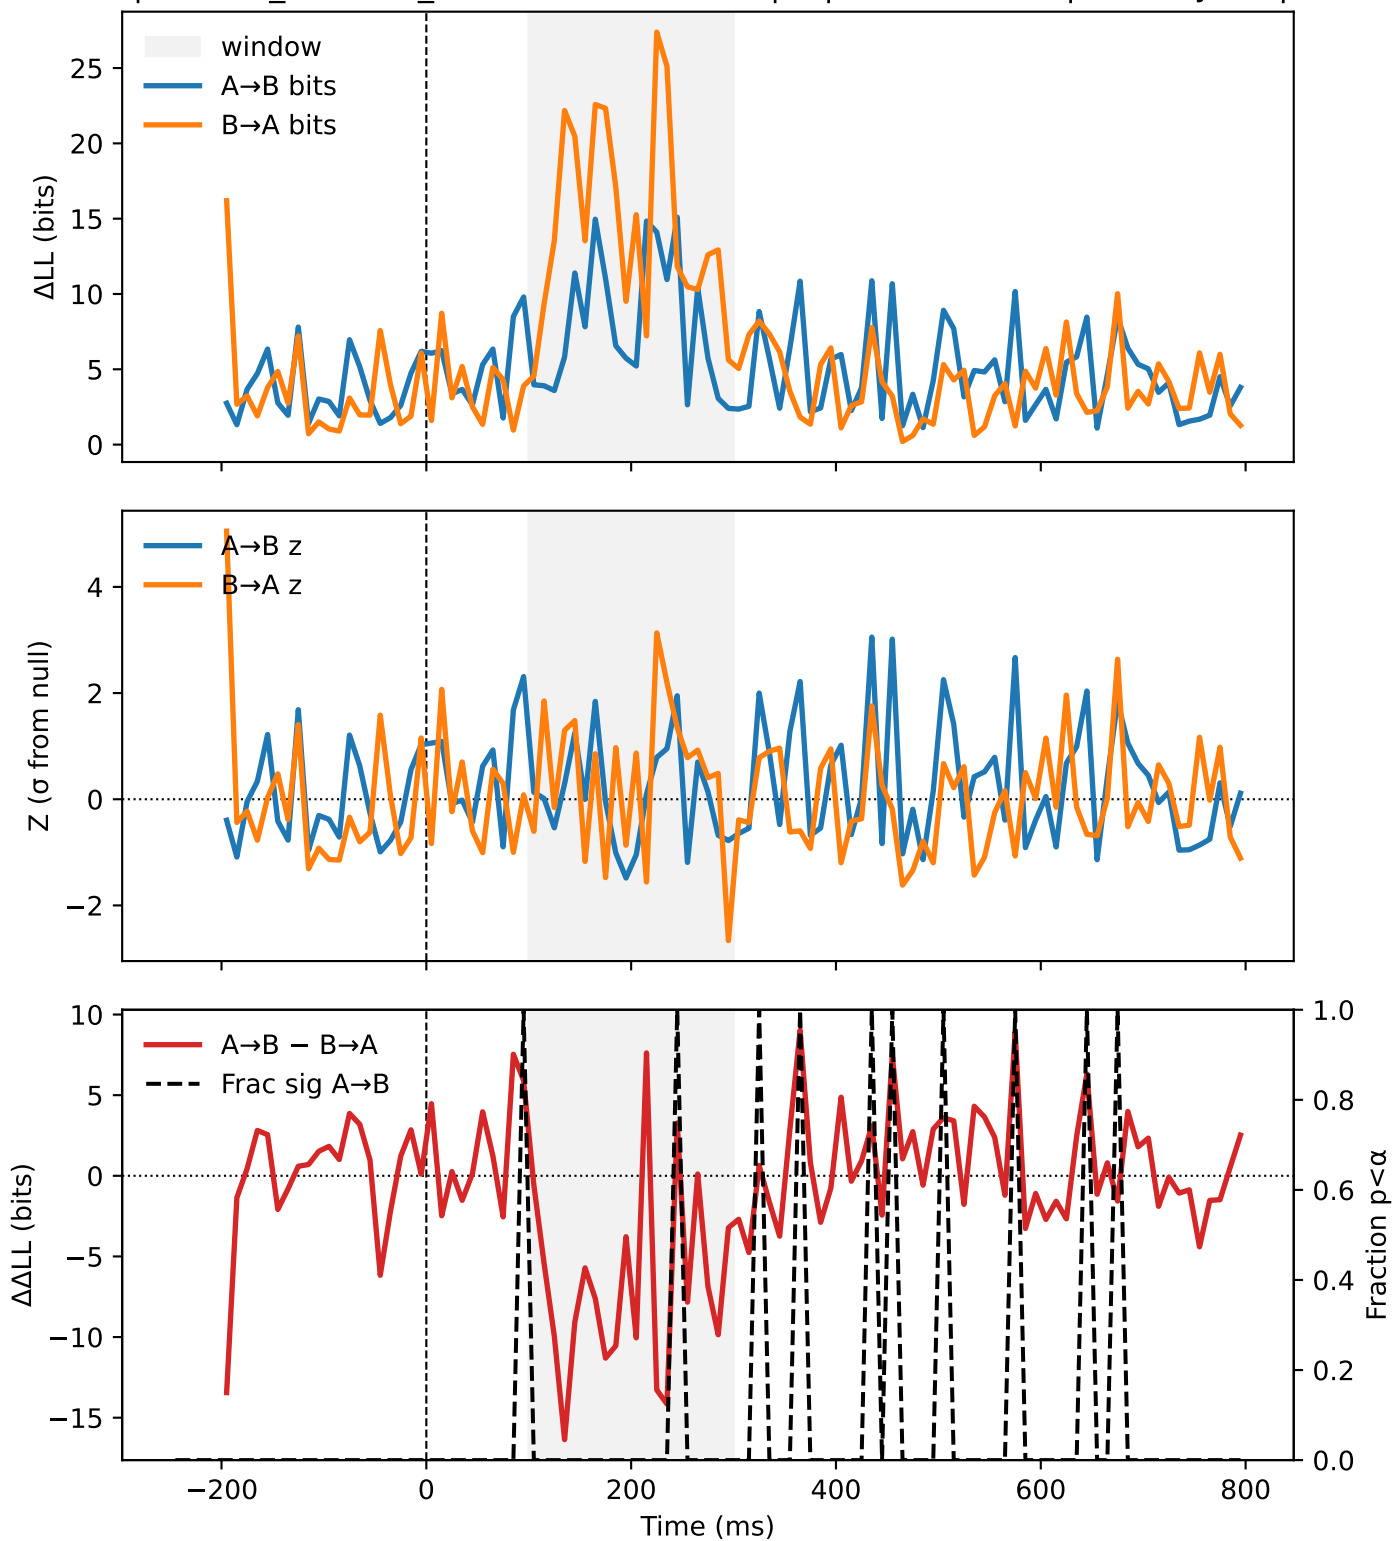 window
A→B bits
B→A bits
ΔLL (bits)
25
20
15
10
5
0
A→B z
B→A z
Z (σ from null)
4
2
0
−2
A→B − B→A
Frac sig A→B
ΔΔLL (bits)
10
5
0
−5
−10
−15
1.0
0.8
0.6
0.4
0.2
0.0
Fraction p<α
−200
0
200
400
600
800
Time (ms)